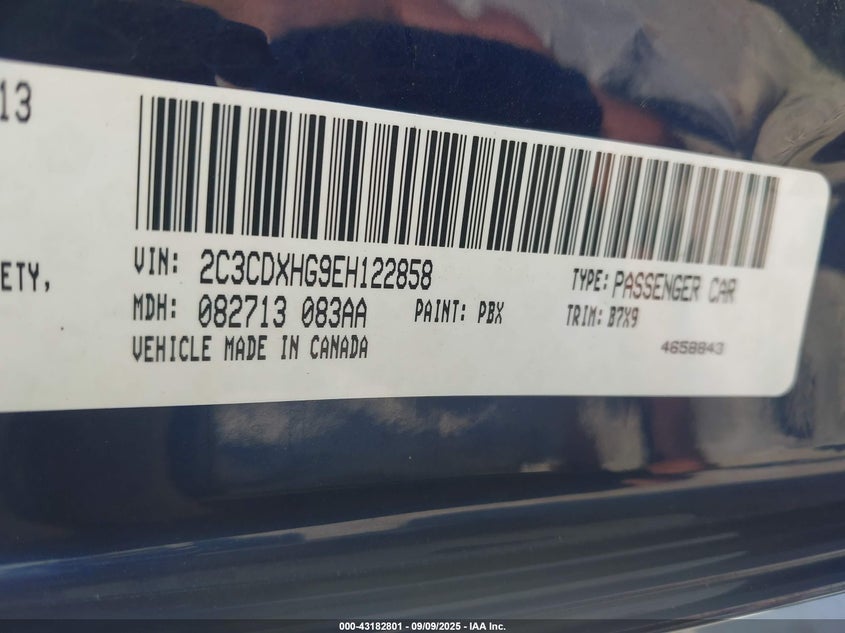 13
ETY,
VIN: 2C3CDXHG9EH122858
TYPE: PASSENGER CAR
MDH: 082713 083AA
PAINT: PBX
TRIM: B7X9
VEHICLE MADE IN CANADA
4658843
000-43182801 - 09/09/2025 - IAA Inc.